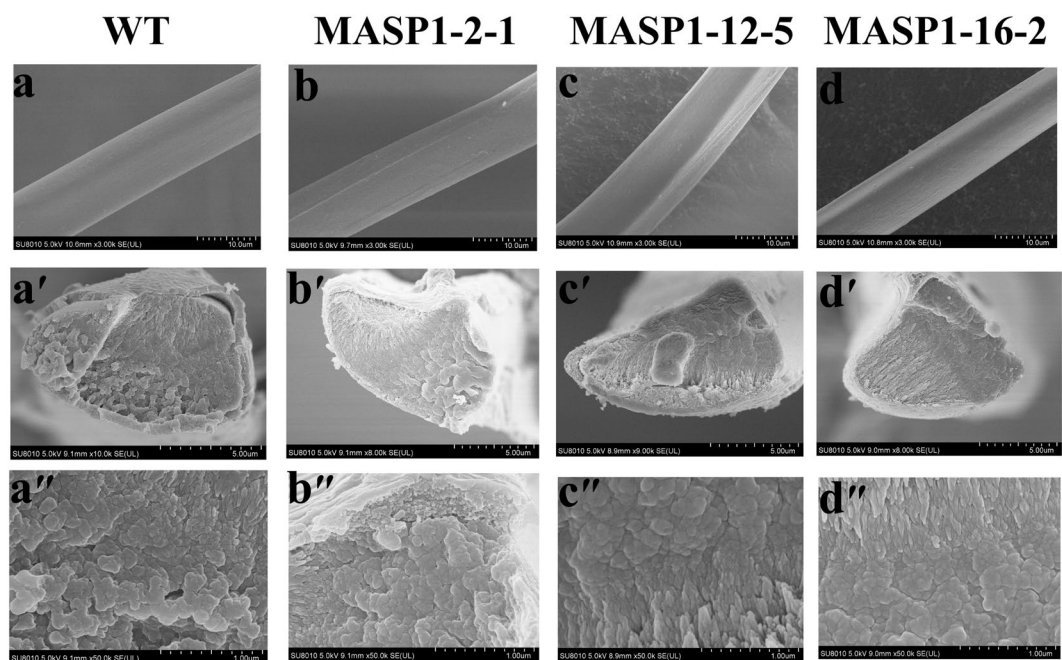 WT MASP1-2-1 MASP1-12-5 MASP1-16-2
a b c d
SU8010 5.0kV 10.6mm x3.00k SE(UL) 10.0um SU8010 5.0kV 9.7mm x3.00k SE(UL) 10.0um SU8010 5.0kV 10.9mm x3.00k SE(UL) 10.0um SU8010 5.0kV 10.8mm x3.00k SE(UL) 10.0um
a′ b′ c′ d′
SU8010 5.0kV 9.1mm x10.0k SE(UL) 5.00um SU8010 5.0kV 9.1mm x8.00k SE(UL) 5.00um SU8010 5.0kV 8.9mm x9.00k SE(UL) 5.00um SU8010 5.0kV 9.0mm x8.00k SE(UL) 5.00um
a″ b″ c″ d″
SU8010 5.0kV 9.1mm x50.0k SE(UL) 1.00um SU8010 5.0kV 9.1mm x50.0k SE(UL) 1.00um SU8010 5.0kV 8.9mm x50.0k SE(UL) 1.00um SU8010 5.0kV 9.0mm x50.0k SE(UL) 1.00um